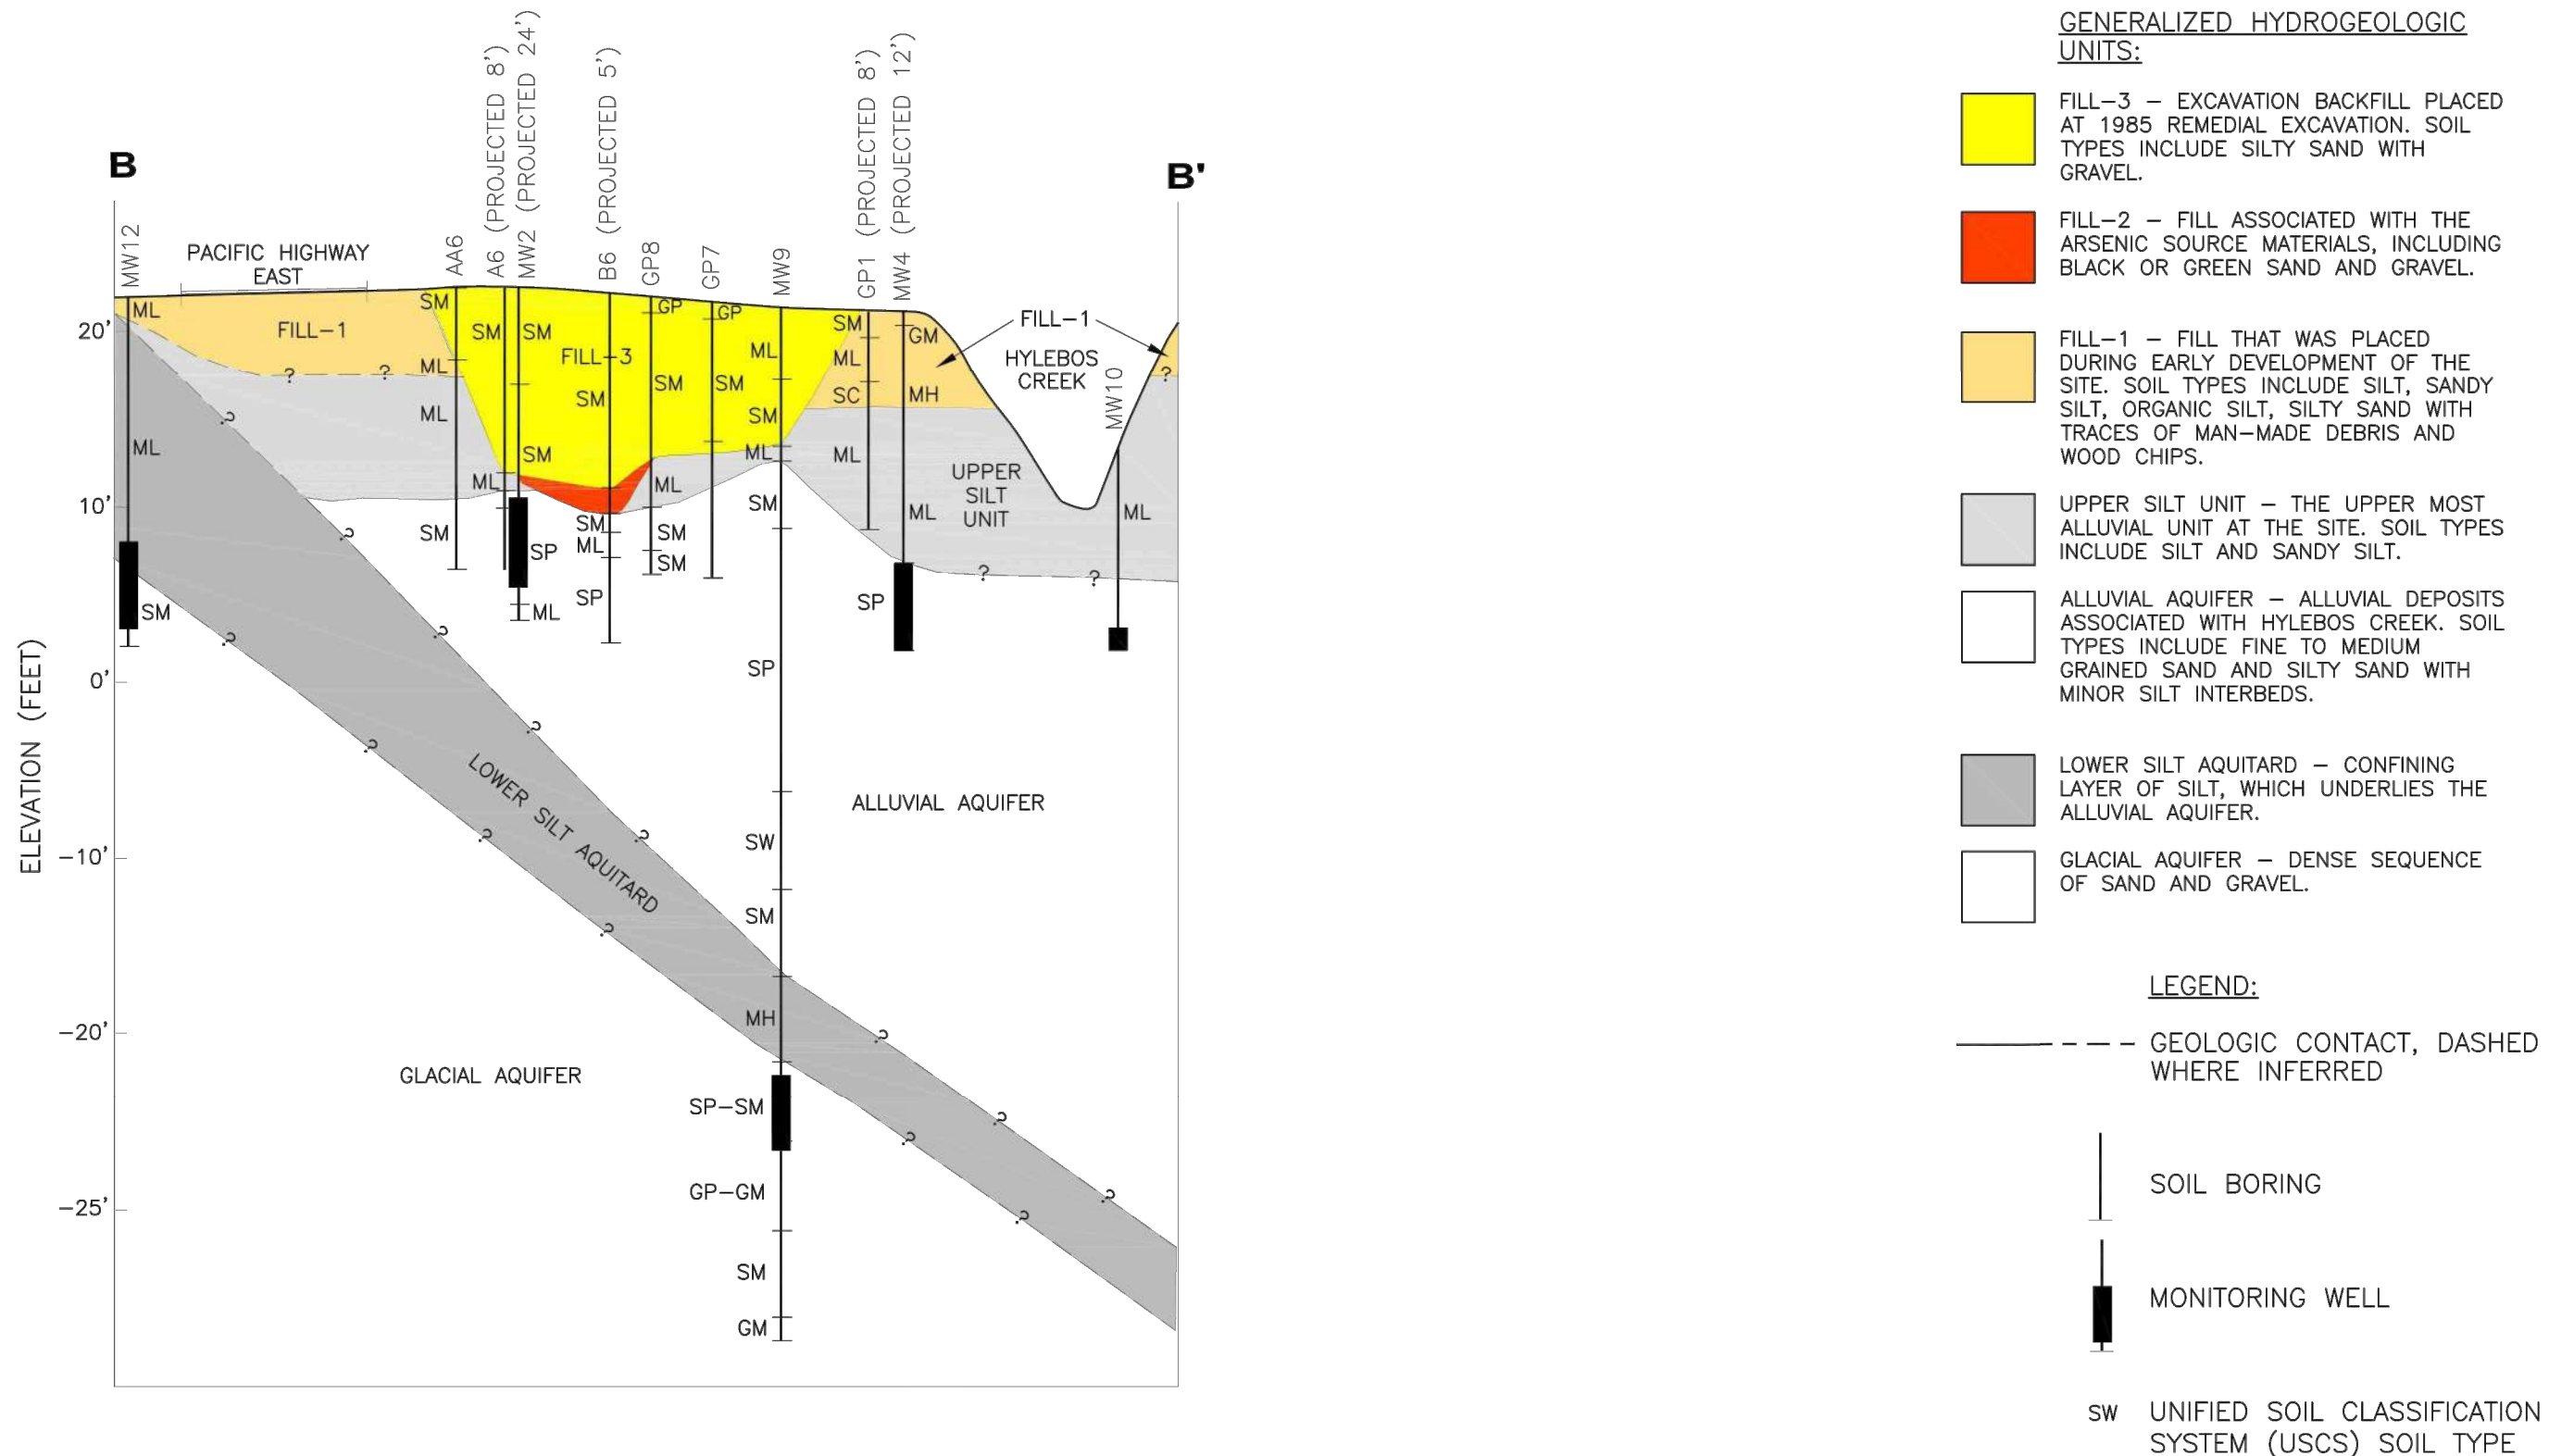 B
B'
MW12
PACIFIC HIGHWAY
EAST
AA6
A6 (PROJECTED 8')
MW2 (PROJECTED 24')
B6 (PROJECTED 5')
GP8
GP7
MW9
GP1 (PROJECTED 8')
MW4 (PROJECTED 12')
MW10
ELEVATION (FEET)
20'
10'
0'
−10'
−20'
−25'
ML
ML
SM
FILL−1
? ?
SM
ML
ML
SM
SM
ML
SM
SM
SP
ML
FILL−3
SM
SM
ML
SP
GP
SM
ML
SM
SM
GP
SM
ML
SM
ML
SM
SP
SW
SM
MH
SP−SM
GP−GM
SM
GM
SM
ML
SC
ML
GM
MH
ML
SP
FILL−1
HYLEBOS
CREEK
?
UPPER
SILT
UNIT
ML
? ?
? ? ? ? ? ? ? ?
? ? ? ? ? ? ?
LOWER SILT AQUITARD
ALLUVIAL AQUIFER
GLACIAL AQUIFER
GENERALIZED HYDROGEOLOGIC
UNITS:
FILL−3 − EXCAVATION BACKFILL PLACED
AT 1985 REMEDIAL EXCAVATION. SOIL
TYPES INCLUDE SILTY SAND WITH
GRAVEL.
FILL−2 − FILL ASSOCIATED WITH THE
ARSENIC SOURCE MATERIALS, INCLUDING
BLACK OR GREEN SAND AND GRAVEL.
FILL−1 − FILL THAT WAS PLACED
DURING EARLY DEVELOPMENT OF THE
SITE. SOIL TYPES INCLUDE SILT, SANDY
SILT, ORGANIC SILT, SILTY SAND WITH
TRACES OF MAN−MADE DEBRIS AND
WOOD CHIPS.
UPPER SILT UNIT − THE UPPER MOST
ALLUVIAL UNIT AT THE SITE. SOIL TYPES
INCLUDE SILT AND SANDY SILT.
ALLUVIAL AQUIFER − ALLUVIAL DEPOSITS
ASSOCIATED WITH HYLEBOS CREEK. SOIL
TYPES INCLUDE FINE TO MEDIUM
GRAINED SAND AND SILTY SAND WITH
MINOR SILT INTERBEDS.
LOWER SILT AQUITARD − CONFINING
LAYER OF SILT, WHICH UNDERLIES THE
ALLUVIAL AQUIFER.
GLACIAL AQUIFER − DENSE SEQUENCE
OF SAND AND GRAVEL.
LEGEND:
GEOLOGIC CONTACT, DASHED
WHERE INFERRED
SOIL BORING
MONITORING WELL
SW UNIFIED SOIL CLASSIFICATION
SYSTEM (USCS) SOIL TYPE